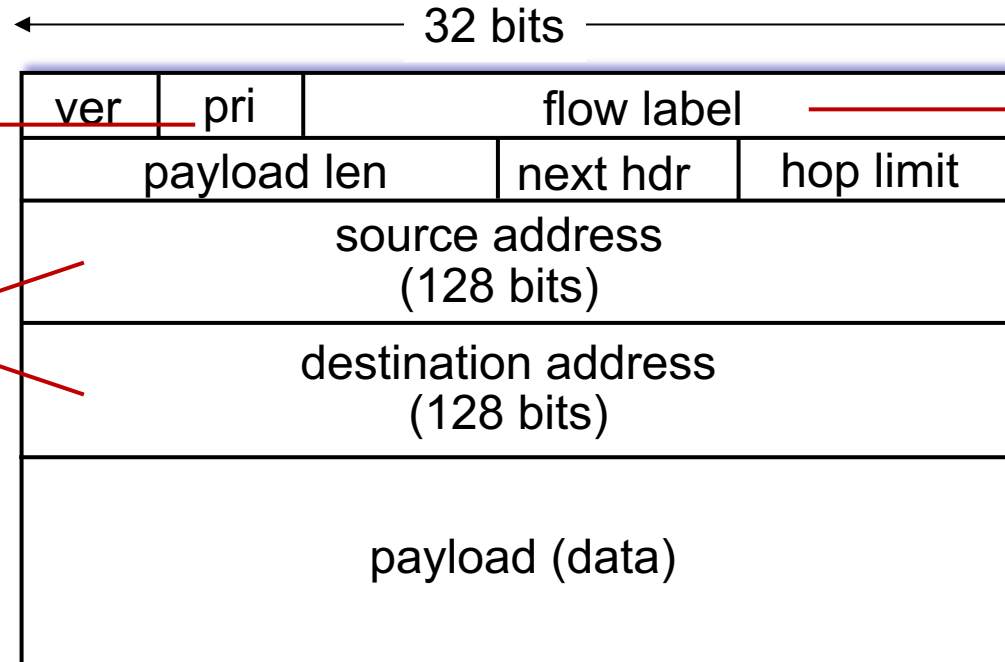 32 bits
ver pri flow label
payload len next hdr hop limit
source address
(128 bits)
destination address
(128 bits)
payload (data)